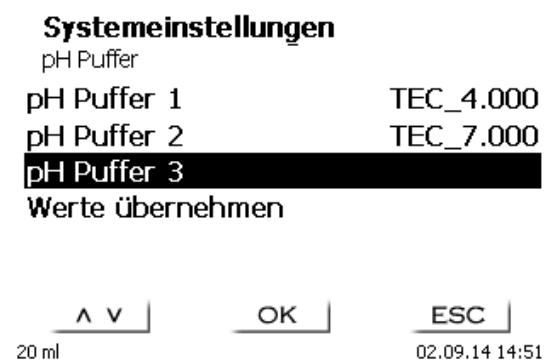 Systemeinstellungen
pH Puffer
pH Puffer 1 TEC_4.000
pH Puffer 2 TEC_7.000
pH Puffer 3
Werte übernehmen
∧ ∨ OK ESC
20 ml 02.09.14 14:51